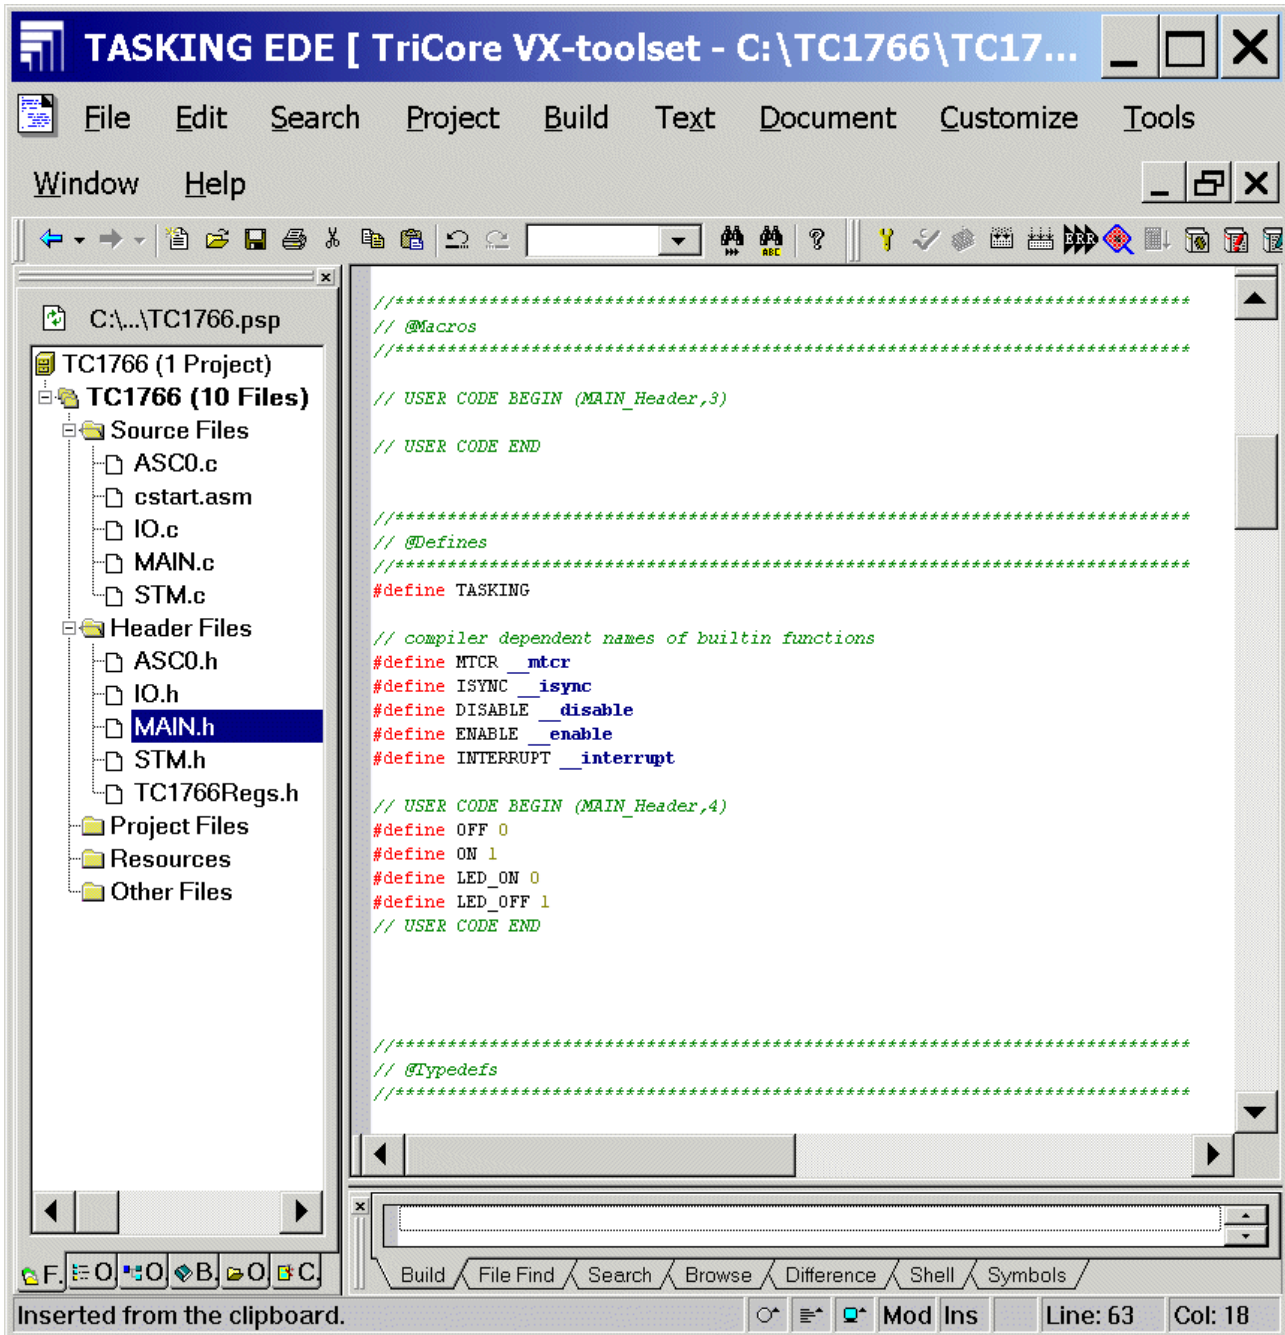 TASKING EDE [ TriCore VX-toolset - C:\TC1766\TC17...
File Edit Search Project Build Text Document Customize Tools
Window Help
C:\...\TC1766.psp
TC1766 (1 Project)
TC1766 (10 Files)
Source Files
ASC0.c
cstart.asm
IO.c
MAIN.c
STM.c
Header Files
ASC0.h
IO.h
MAIN.h
STM.h
TC1766Regs.h
Project Files
Resources
Other Files
F. O O B O C
//****************************************************************************
// @Macros
//****************************************************************************
// USER CODE BEGIN (MAIN_Header,3)
// USER CODE END
//****************************************************************************
// @Defines
//****************************************************************************
#define TASKING
// compiler dependent names of builtin functions
#define MTCR __mtcr
#define ISYNC __isync
#define DISABLE __disable
#define ENABLE __enable
#define INTERRUPT __interrupt
// USER CODE BEGIN (MAIN_Header,4)
#define OFF 0
#define ON 1
#define LED_ON 0
#define LED_OFF 1
// USER CODE END
//****************************************************************************
// @Typedefs
//****************************************************************************
Build File Find Search Browse Difference Shell Symbols
Inserted from the clipboard. Mod Ins Line: 63 Col: 18